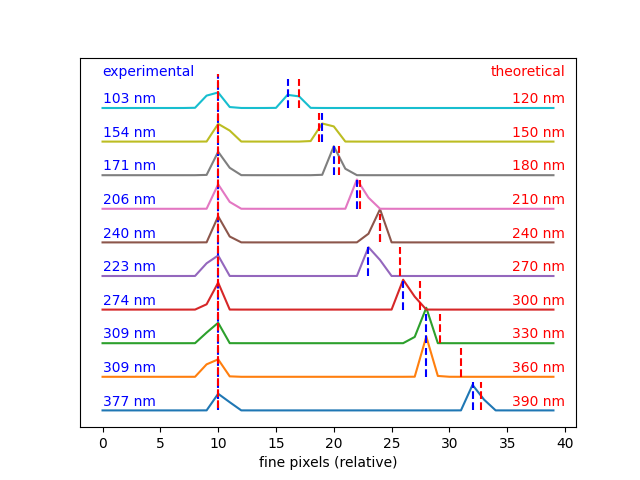 experimental theoretical
103 nm 120 nm
154 nm 150 nm
171 nm 180 nm
206 nm 210 nm
240 nm 240 nm
223 nm 270 nm
274 nm 300 nm
309 nm 330 nm
309 nm 360 nm
377 nm 390 nm
0 5 10 15 20 25 30 35 40
fine pixels (relative)